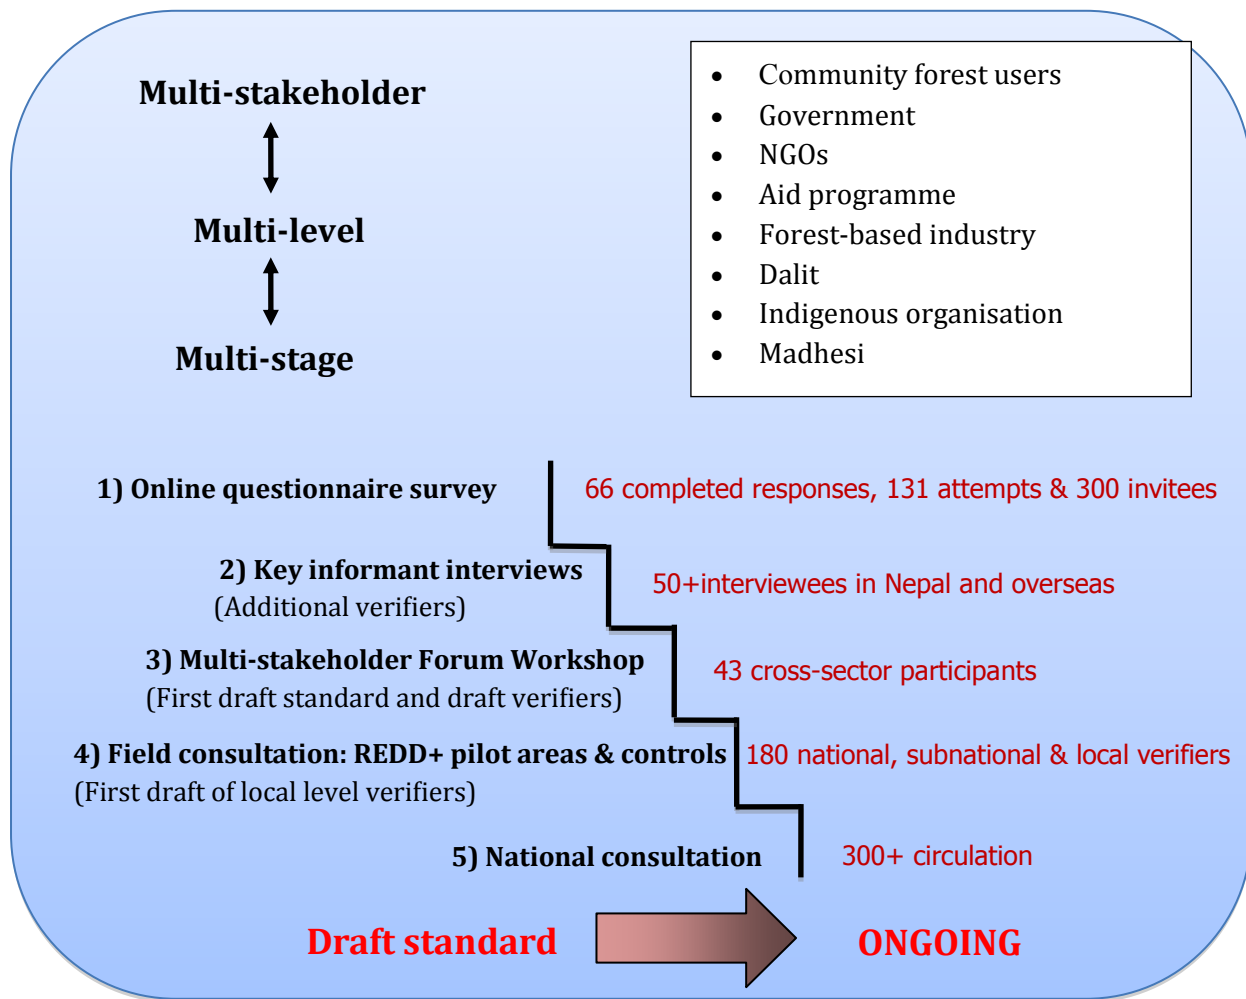 Multi-stakeholder
Multi-level
Multi-stage
• Community forest users
• Government
• NGOs
• Aid programme
• Forest-based industry
• Dalit
• Indigenous organisation
• Madhesi
1) Online questionnaire survey
66 completed responses, 131 attempts & 300 invitees
2) Key informant interviews
(Additional verifiers)
50+interviewees in Nepal and overseas
3) Multi-stakeholder Forum Workshop
(First draft standard and draft verifiers)
43 cross-sector participants
4) Field consultation: REDD+ pilot areas & controls
(First draft of local level verifiers)
180 national, subnational & local verifiers
5) National consultation
300+ circulation
Draft standard
ONGOING